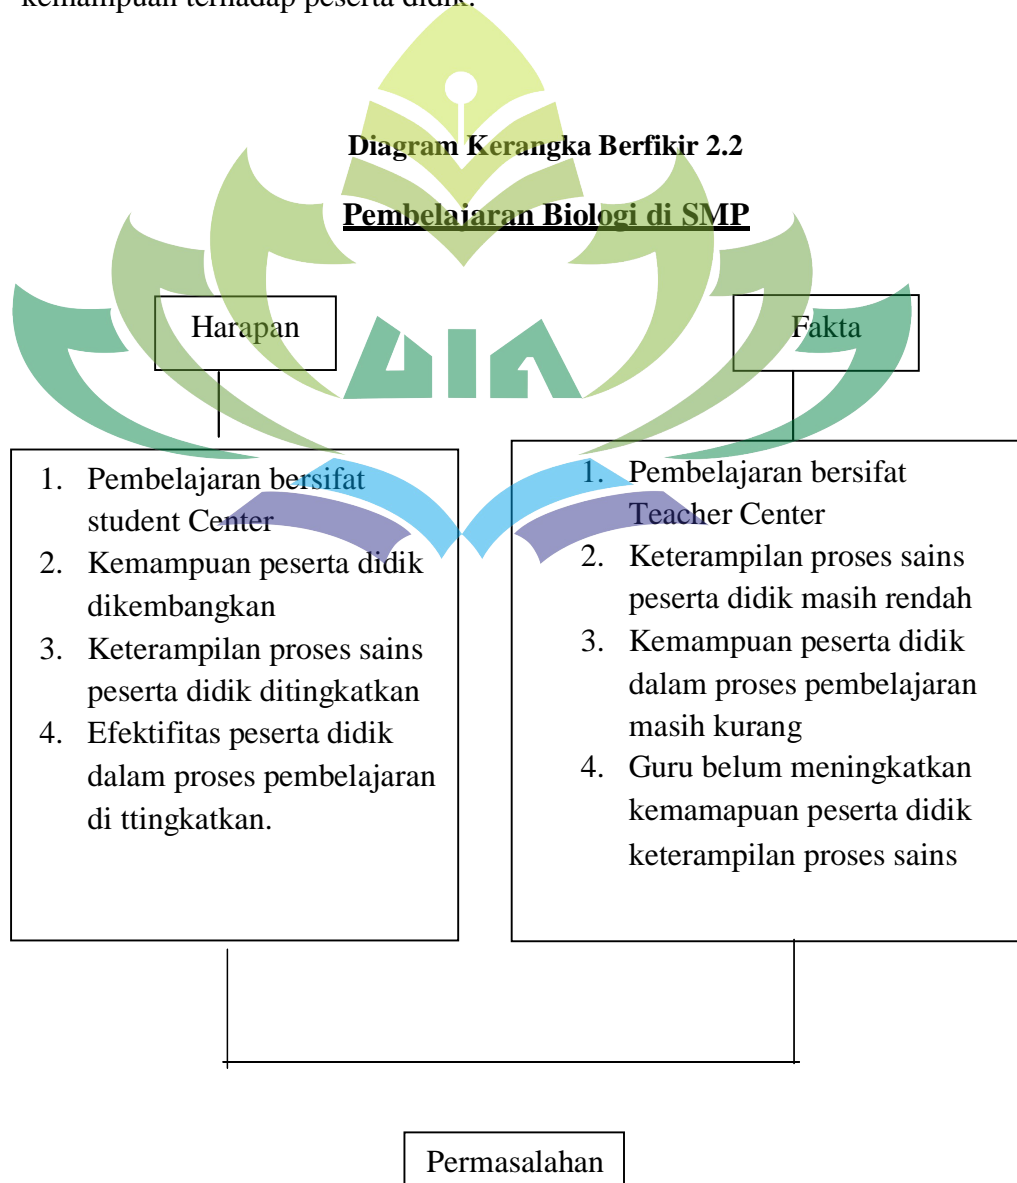 kemampuan terhadap peserta didik.
Diagram Kerangka Berfikir 2.2
Pembelajaran Biologi di SMP
Harapan
Fakta
1. Pembelajaran bersifat
student Center
2. Kemampuan peserta didik
dikembangkan
3. Keterampilan proses sains
peserta didik ditingkatkan
4. Efektifitas peserta didik
dalam proses pembelajaran
di ttingkatkan.
1. Pembelajaran bersifat
Teacher Center
2. Keterampilan proses sains
peserta didik masih rendah
3. Kemampuan peserta didik
dalam proses pembelajaran
masih kurang
4. Guru belum meningkatkan
kemamapuan peserta didik
keterampilan proses sains
Permasalahan
UIN